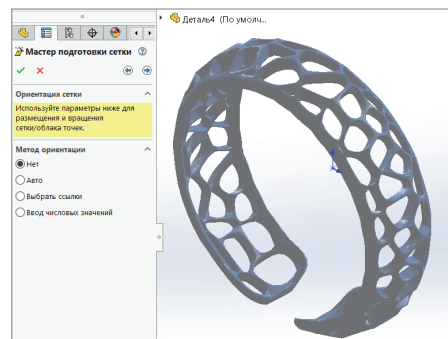 Деталь4 (По умолч...
Мастер подготовки сетки
Ориентация сетки
Используйте параметры ниже для
размещения и вращения
сетки/облака точек.
Метод ориентации
Нет
Авто
Выбрать ссылки
Ввод числовых значений